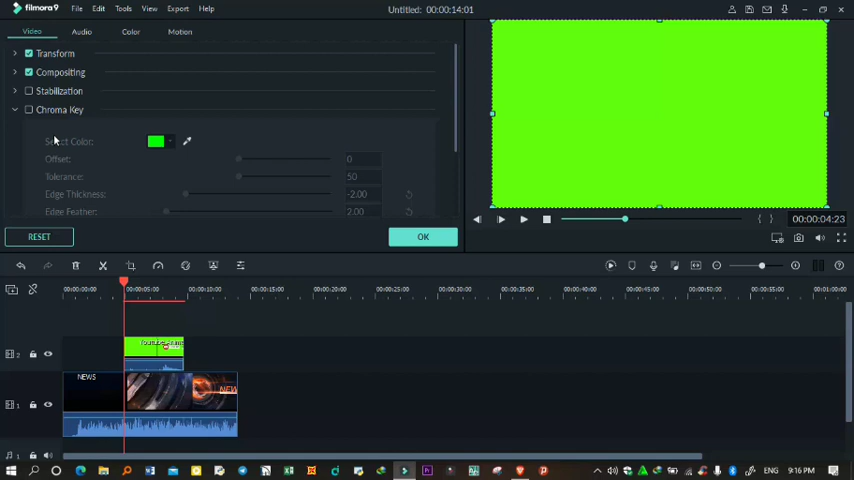 filmora9 File Edit Tools View Export Help Untitled: 00:00:14:01
Video Audio Color Motion
Transform
Compositing
Stabilization
Chroma Key
Select Color:
Offset: 0
Tolerance: 50
Edge Thickness: -2.00
Edge Feather: 2.00
RESET OK
00:00:04:23
00:00:00:00 00:00:05:00 00:00:10:00 00:00:15:00 00:00:20:00 00:00:25:00 00:00:30:00 00:00:35:00 00:00:40:00 00:00:45:00 00:00:50:00 00:00:55:00 00:01:00:00
2
NEWS
1
1
ENG 9:16 PM